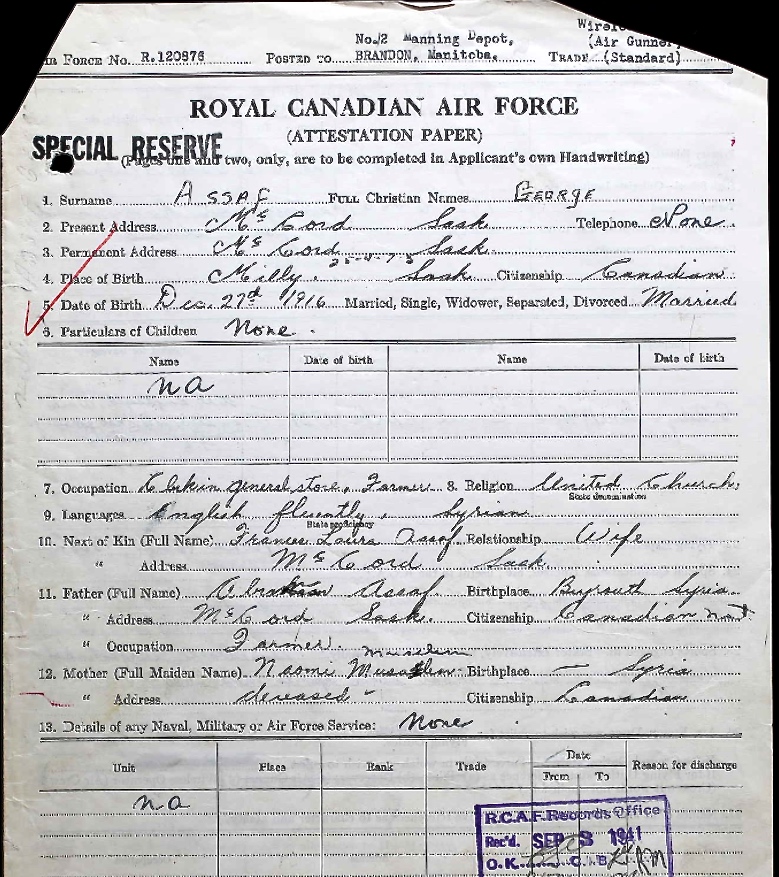 No. 2 Manning Depot,
(Air Gunner)
Force No. R.120876 Posted to BRANDON, Manitoba, Trade (Standard)
ROYAL CANADIAN AIR FORCE
(ATTESTATION PAPER)
SPECIAL RESERVE
(Pages one and two, only, are to be completed in Applicant's own Handwriting)
1. Surname Assaf Full Christian Names George
2. Present Address McCord Sask Telephone None.
3. Permanent Address McCord Sask
4. Place of Birth Milly. Sask Citizenship Canadian
5. Date of Birth Dec. 27 1916 Married, Single, Widower, Separated, Divorced Married
6. Particulars of Children None.
Name Date of birth Name Date of birth
na
7. Occupation general store, Farmer 8. Religion United Church,
State denomination
9. Languages English fluently, Syrian
State proficiency
10. Next of Kin (Full Name) Frances Laura Assaf Relationship Wife
" Address McCord Sask.
11. Father (Full Name) Assaf. Birthplace Beyrouth Syria
" Address McCord Sask. Citizenship Canadian nat
" Occupation Farmer.
12. Mother (Full Maiden Name) Naomi Birthplace — Syria
" Address deceased - Citizenship Canadian
13. Details of any Naval, Military or Air Force Service: None
Unit Place Rank Trade Date Reason for discharge
From To
na
R.C.A.F. Records Office
Rec'd. SEP 3 1941
O.K.